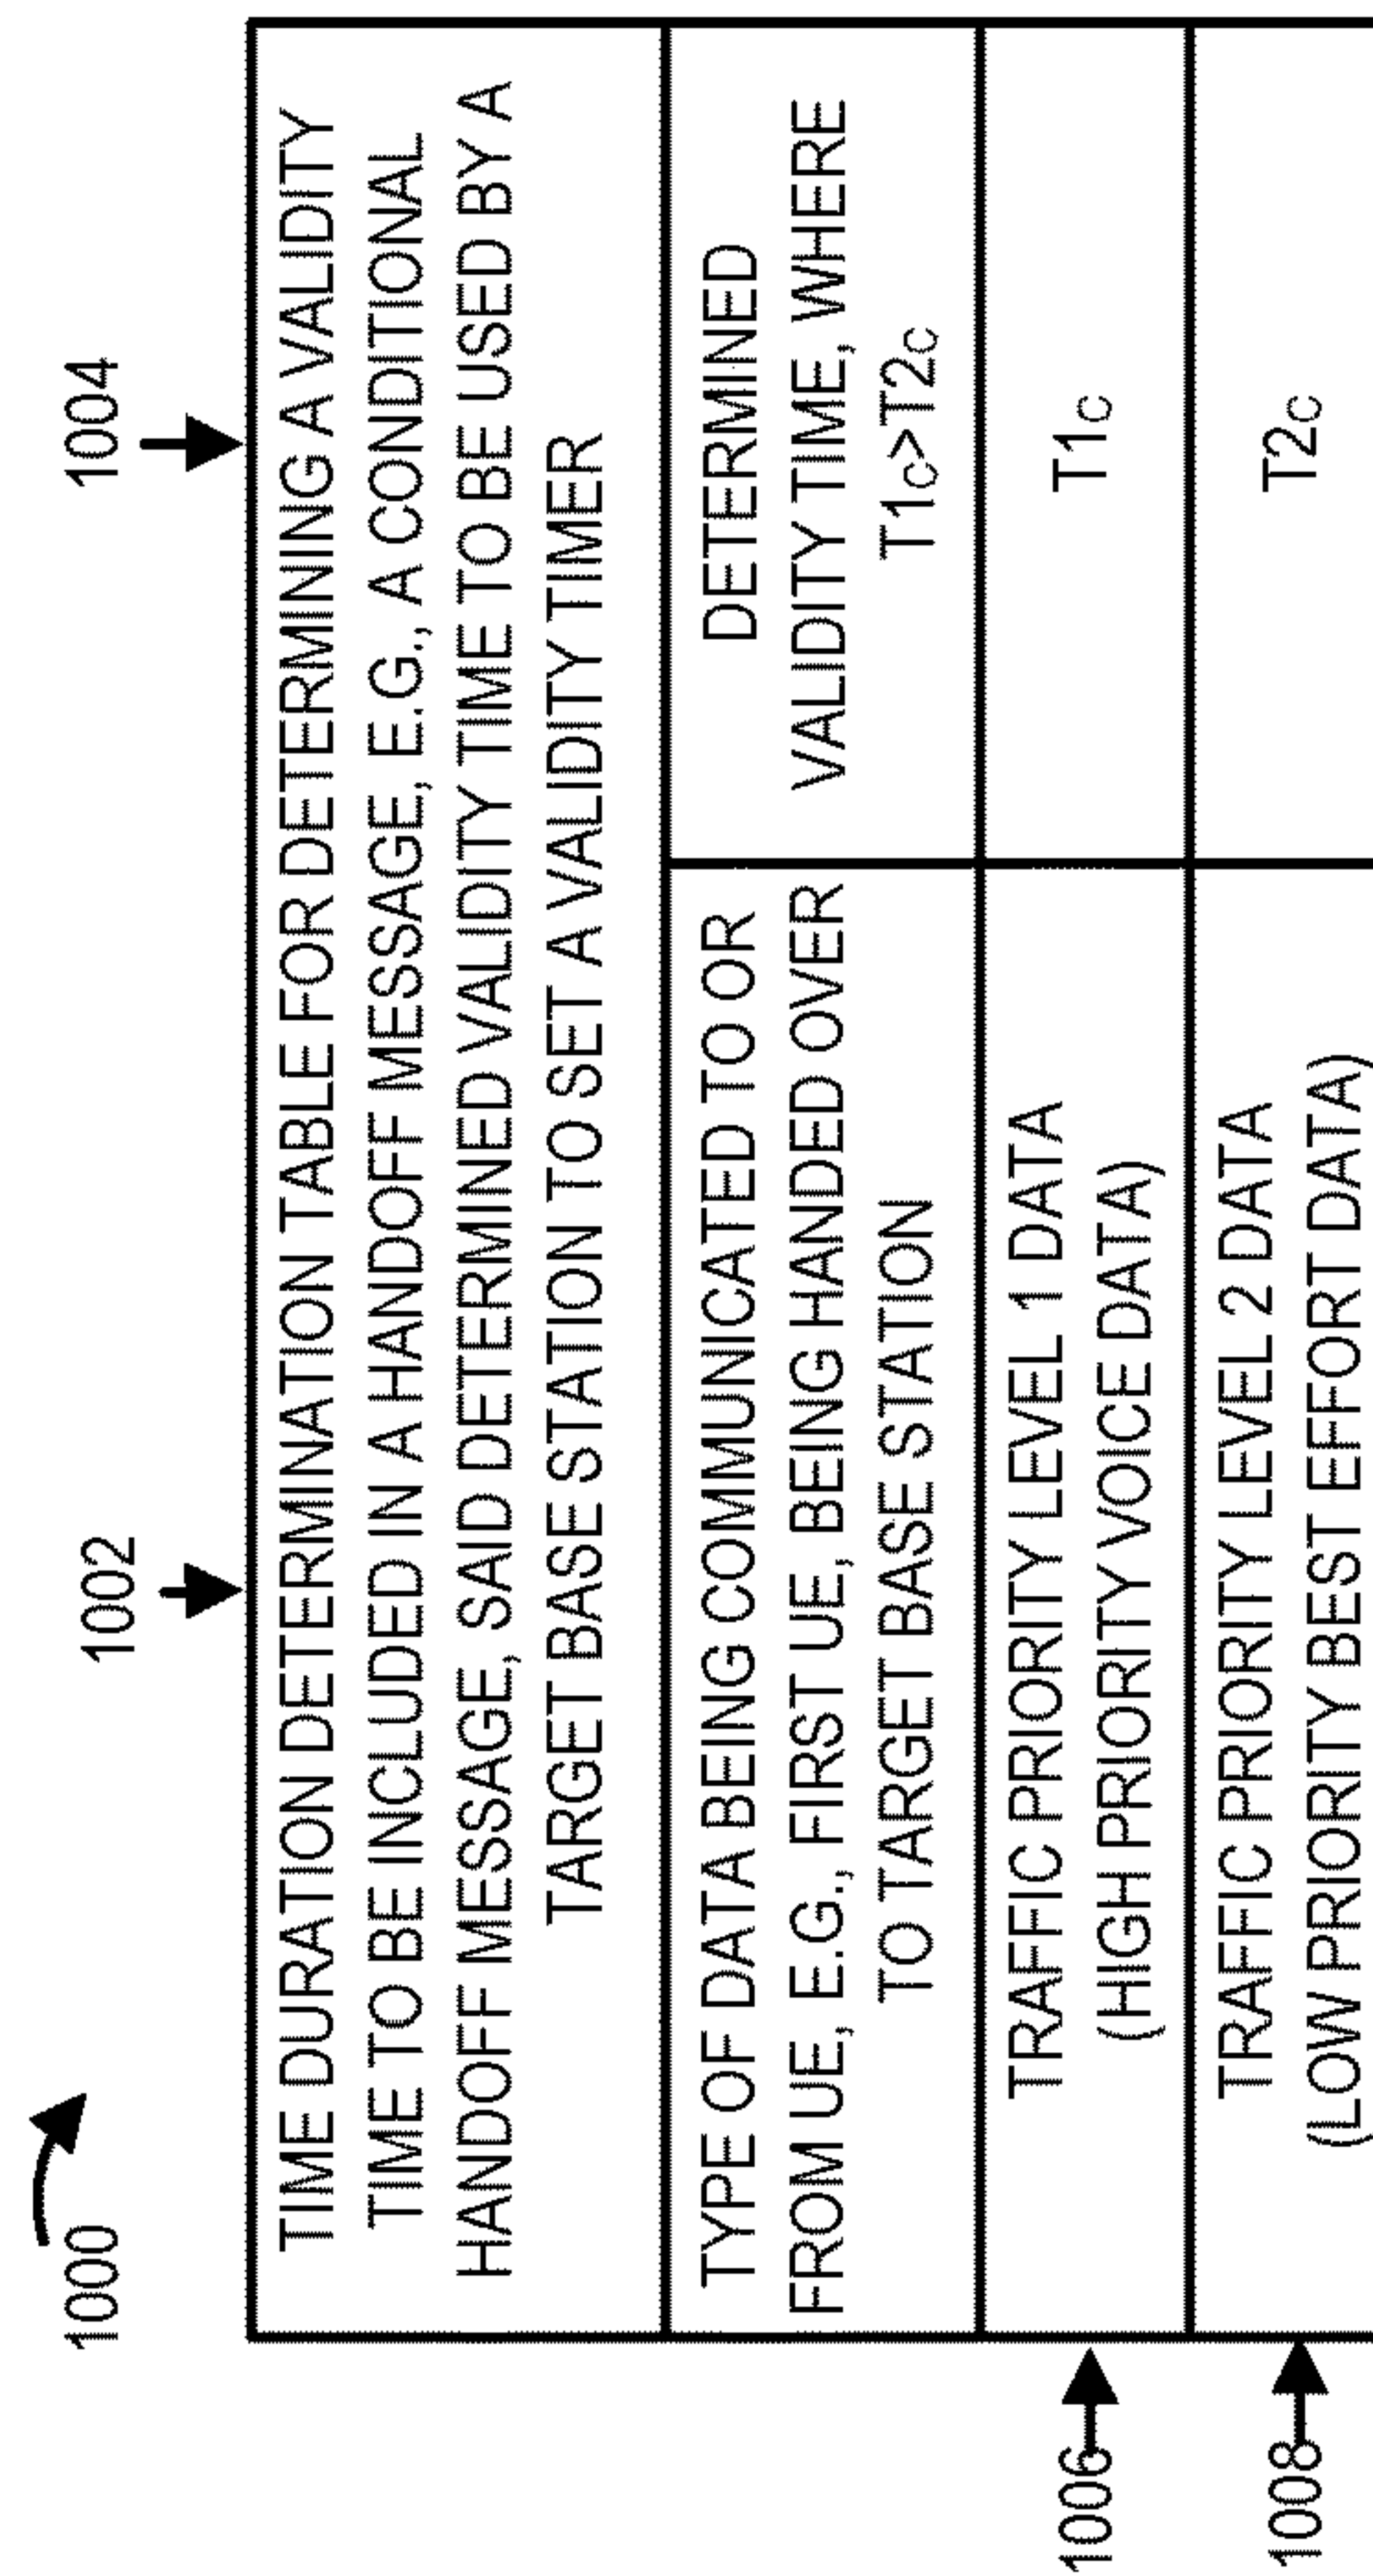 1000
1002
1004
TIME DURATION DETERMINATION TABLE FOR DETERMINING A VALIDITY
TIME TO BE INCLUDED IN A HANDOFF MESSAGE, E.G., A CONDITIONAL
HANDOFF MESSAGE, SAID DETERMINED VALIDITY TIME TO BE USED BY A
TARGET BASE STATION TO SET A VALIDITY TIMER
TYPE OF DATA BEING COMMUNICATED TO OR
FROM UE, E.G., FIRST UE, BEING HANDED OVER
TO TARGET BASE STATION
DETERMINED
VALIDITY TIME, WHERE
T1C>T2C
1006
TRAFFIC PRIORITY LEVEL 1 DATA
(HIGH PRIORITY VOICE DATA)
T1C
1008
TRAFFIC PRIORITY LEVEL 2 DATA
(LOW PRIORITY BEST EFFORT DATA)
T2C